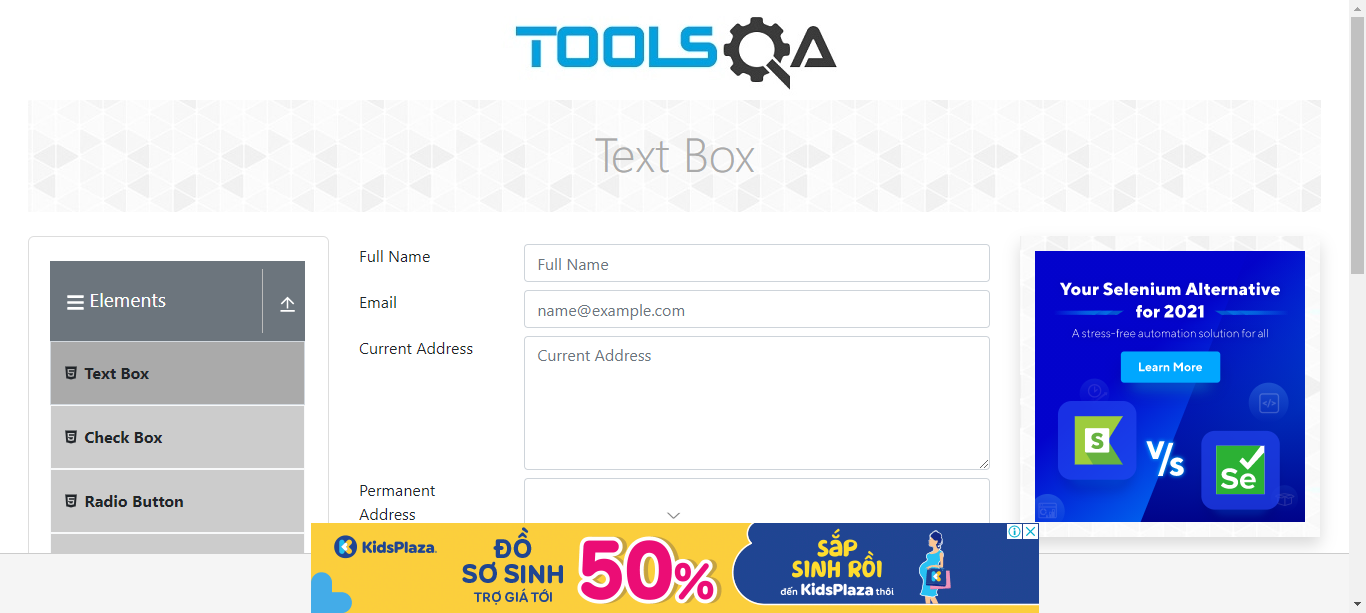 TOOLSQA
Text Box
Elements
Text Box
Check Box
Radio Button
Full Name
Full Name
Email
name@example.com
Current Address
Current Address
Permanent
Address
Your Selenium Alternative
for 2021
A stress-free automation solution for all
Learn More
S
V/s
Se
KidsPlaza
ĐỒ
SƠ SINH
TRỢ GIÁ TỚI
50%
SẮP
SINH RỒI
đến KidsPlaza thôi